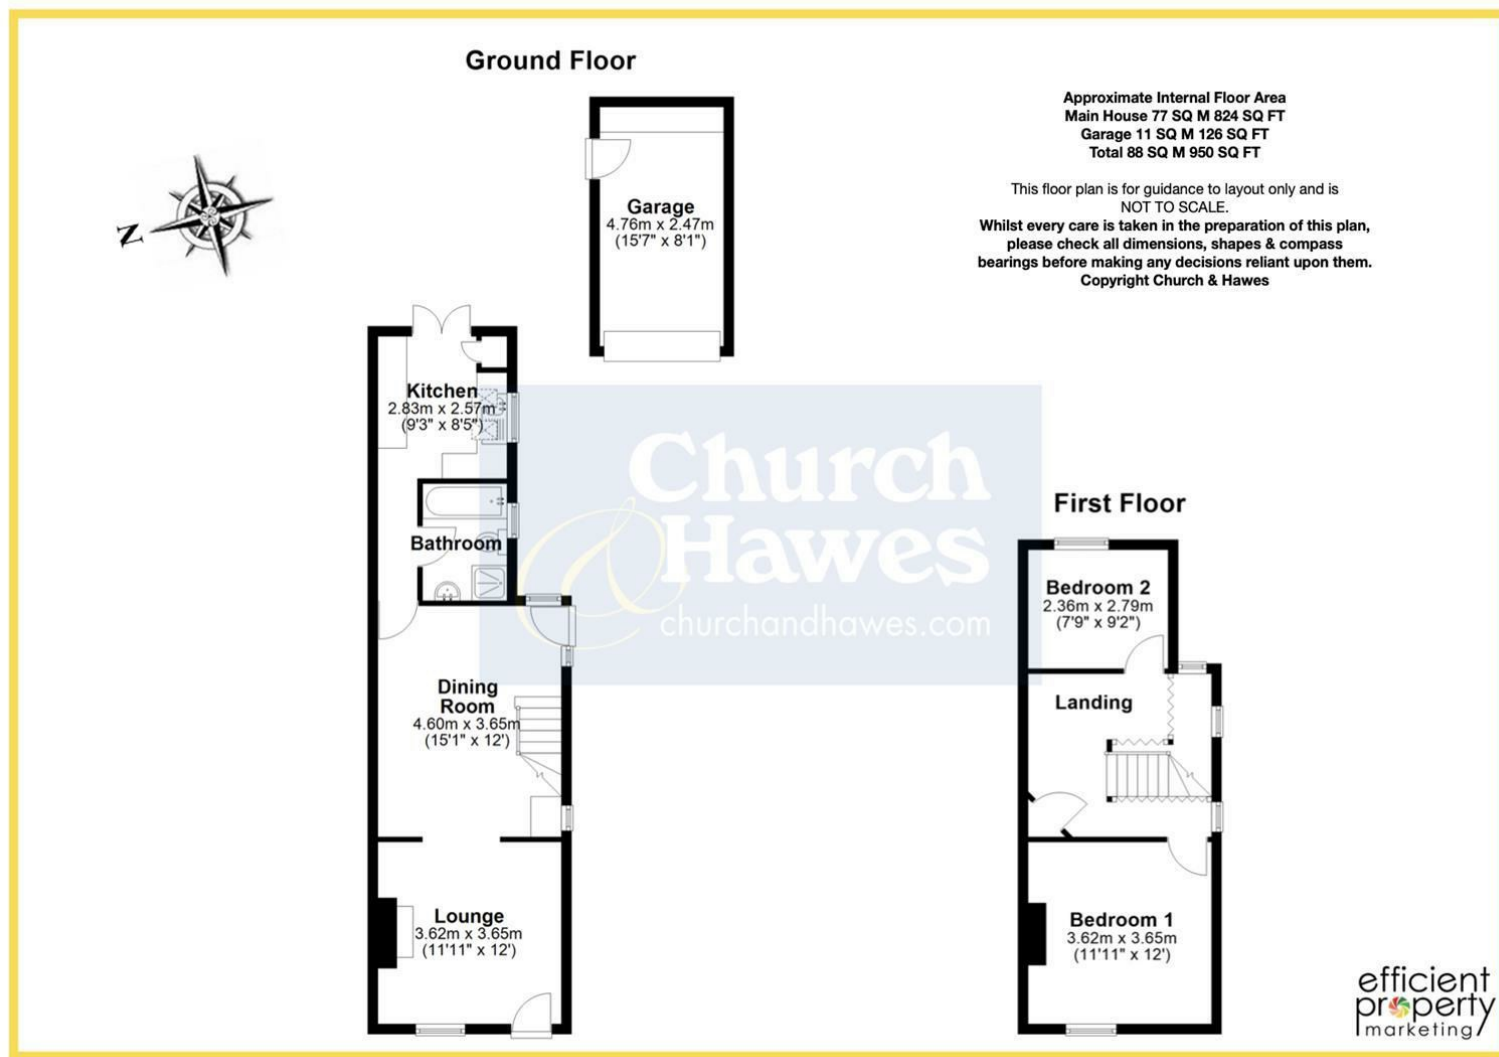 Ground Floor
Approximate Internal Floor Area
Main House 77 SQ M 824 SQ FT
Garage 11 SQ M 126 SQ FT
Total 88 SQ M 950 SQ FT
This floor plan is for guidance to layout only and is
NOT TO SCALE.
Whilst every care is taken in the preparation of this plan,
please check all dimensions, shapes & compass
bearings before making any decisions reliant upon them.
Copyright Church & Hawes
N
Garage
4.76m x 2.47m
(15'7" x 8'1")
Kitchen
2.83m x 2.57m
(9'3" x 8'5")
Bathroom
Dining
Room
4.60m x 3.65m
(15'1" x 12')
Lounge
3.62m x 3.65m
(11'11" x 12')
Church
& Hawes
churchandhawes.com
First Floor
Bedroom 2
2.36m x 2.79m
(7'9" x 9'2")
Landing
Bedroom 1
3.62m x 3.65m
(11'11" x 12')
efficient
property
marketing